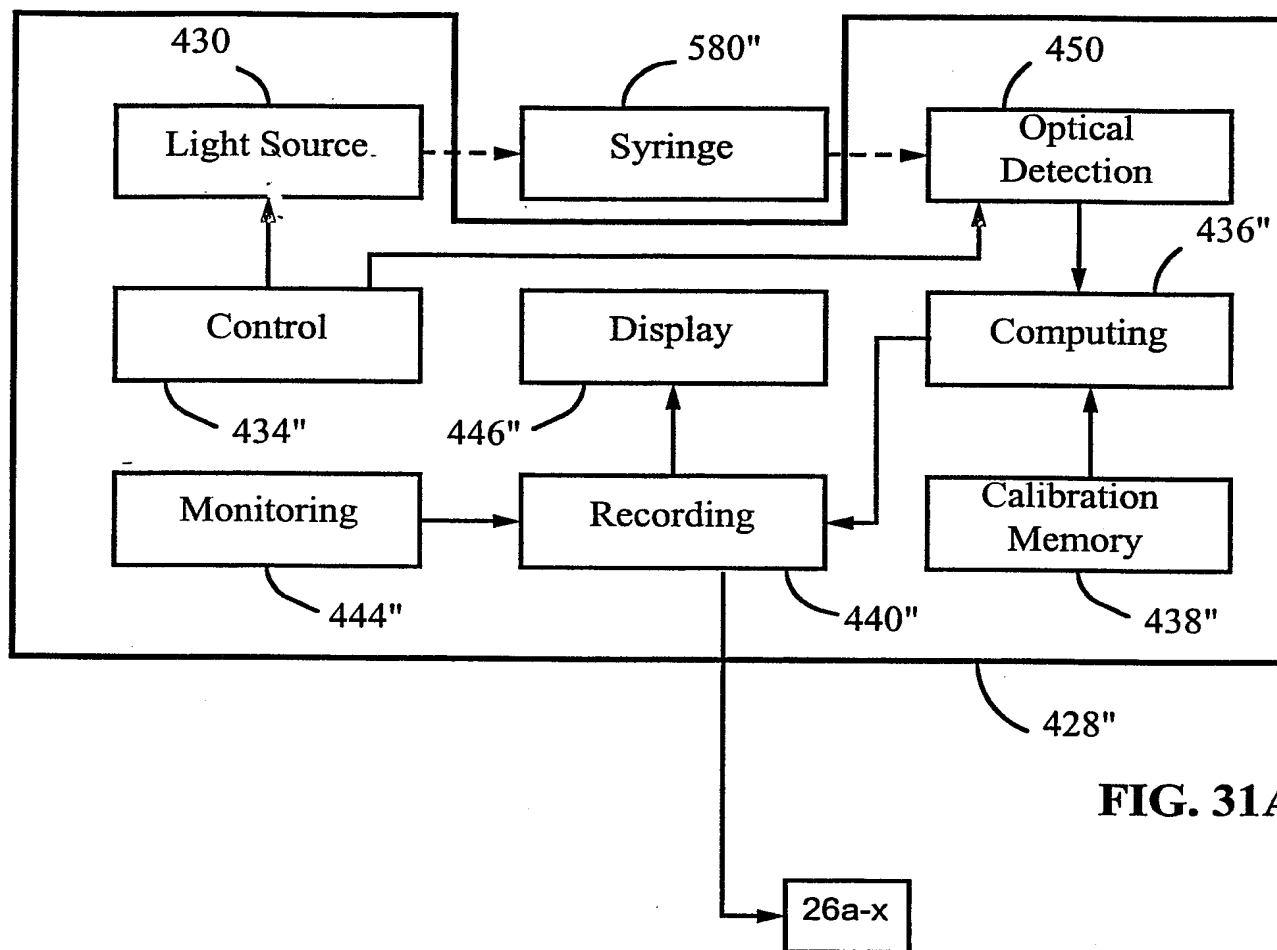 430
580"
450
Light Source
Syringe
Optical
Detection
436"
Control
Display
Computing
434"
446"
Monitoring
Recording
Calibration
Memory
444"
440"
438"
428"
FIG. 31A
26a-x